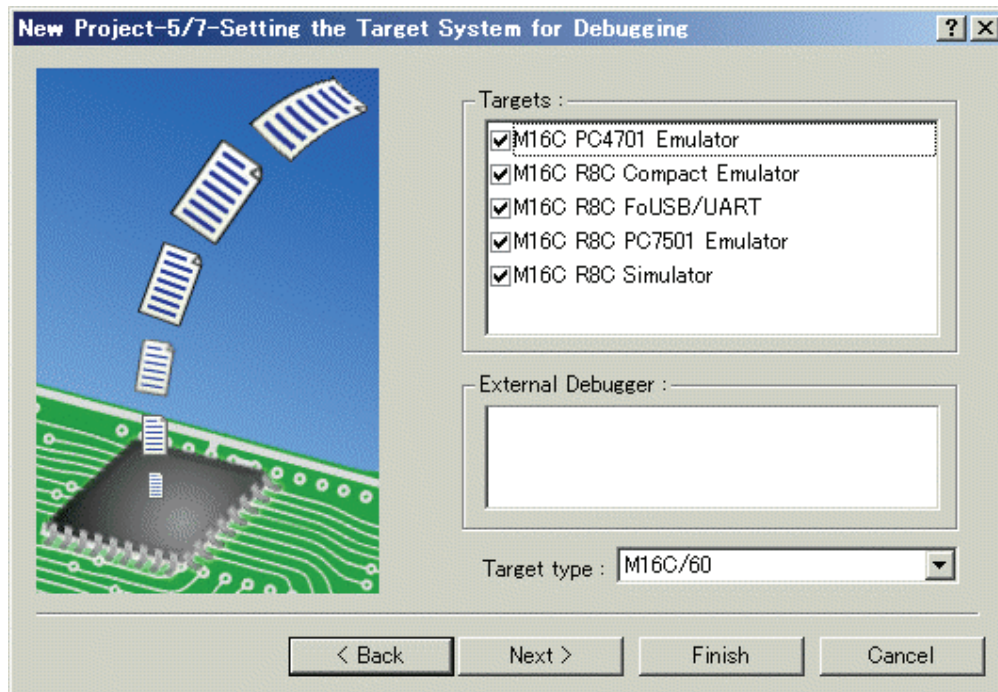 New Project-5/7-Setting the Target System for Debugging
Targets :
M16C PC4701 Emulator
M16C R8C Compact Emulator
M16C R8C FoUSB/UART
M16C R8C PC7501 Emulator
M16C R8C Simulator
External Debugger :
Target type : M16C/60
< Back Next > Finish Cancel